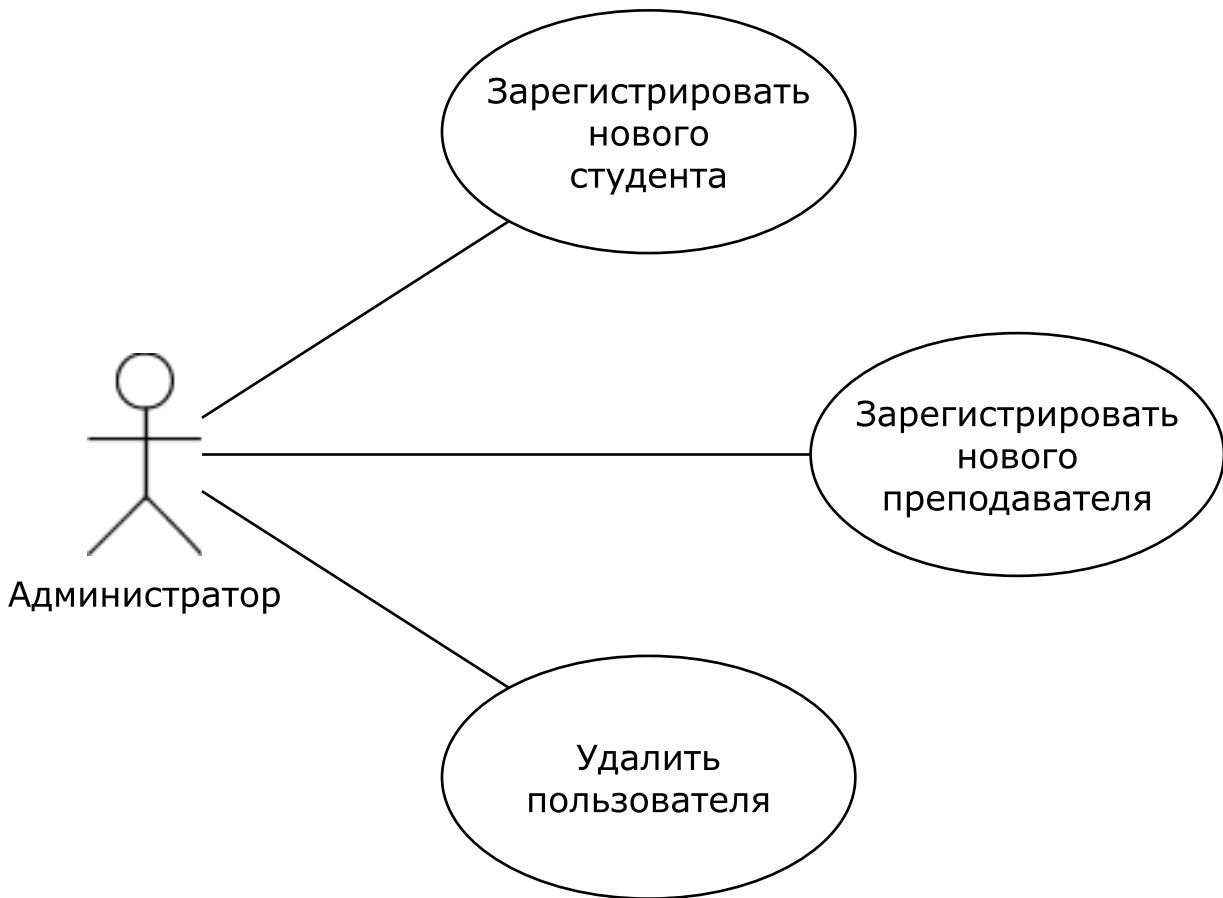 Зарегистрировать
нового
студента
Зарегистрировать
нового
преподавателя
Администратор
Удалить
пользователя